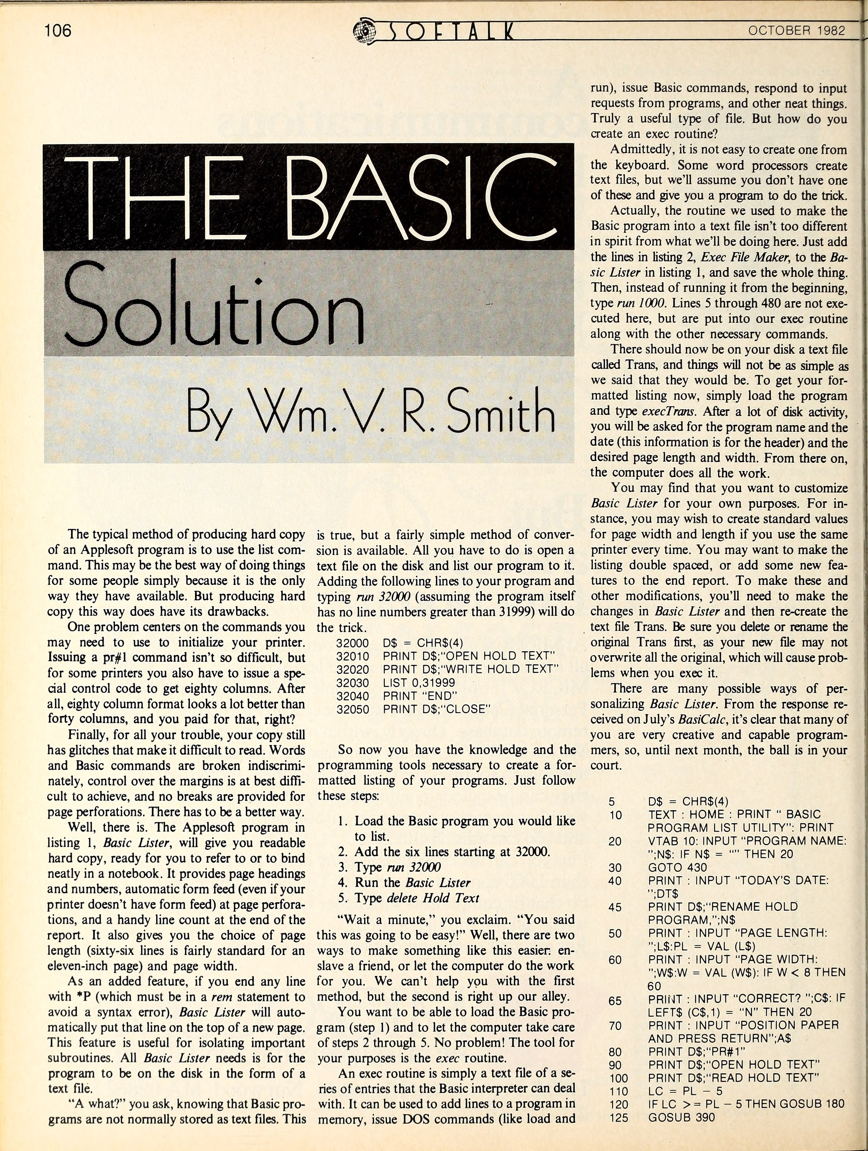 106
SOFTALK
OCTOBER 1982
THE BASIC
Solution
By Wm. V. R. Smith
The typical method of producing hard copy
of an Applesoft program is to use the list com-
mand. This may be the best way of doing things
for some people simply because it is the only
way they have available. But producing hard
copy this way does have its drawbacks.
One problem centers on the commands you
may need to use to initialize your printer.
Issuing a pr#1 command isn't so difficult, but
for some printers you also have to issue a spe-
cial control code to get eighty columns. After
all, eighty column format looks a lot better than
forty columns, and you paid for that, right?
Finally, for all your trouble, your copy still
has glitches that make it difficult to read. Words
and Basic commands are broken indiscrimi-
nately, control over the margins is at best diffi-
cult to achieve, and no breaks are provided for
page perforations. There has to be a better way.
Well, there is. The Applesoft program in
listing 1, Basic Lister, will give you readable
hard copy, ready for you to refer to or to bind
neatly in a notebook. It provides page headings
and numbers, automatic form feed (even if your
printer doesn't have form feed) at page perfora-
tions, and a handy line count at the end of the
report. It also gives you the choice of page
length (sixty-six lines is fairly standard for an
eleven-inch page) and page width.
As an added feature, if you end any line
with *P (which must be in a rem statement to
avoid a syntax error), Basic Lister will auto-
matically put that line on the top of a new page.
This feature is useful for isolating important
subroutines. All Basic Lister needs is for the
program to be on the disk in the form of a
text file.
"A what?" you ask, knowing that Basic pro-
grams are not normally stored as text files. This
is true, but a fairly simple method of conver-
sion is available. All you have to do is open a
text file on the disk and list our program to it.
Adding the following lines to your program and
typing run 32000 (assuming the program itself
has no line numbers greater than 31999) will do
the trick.
32000 D$ = CHR$(4)
32010 PRINT D$;"OPEN HOLD TEXT"
32020 PRINT D$;"WRITE HOLD TEXT"
32030 LIST 0,31999
32040 PRINT "END"
32050 PRINT D$;"CLOSE"
So now you have the knowledge and the
programming tools necessary to create a for-
matted listing of your programs. Just follow
these steps:
1. Load the Basic program you would like
to list.
2. Add the six lines starting at 32000.
3. Type run 32000
4. Run the Basic Lister
5. Type delete Hold Text
"Wait a minute," you exclaim. "You said
this was going to be easy!" Well, there are two
ways to make something like this easier: en-
slave a friend, or let the computer do the work
for you. We can't help you with the first
method, but the second is right up our alley.
You want to be able to load the Basic pro-
gram (step 1) and to let the computer take care
of steps 2 through 5. No problem! The tool for
your purposes is the exec routine.
An exec routine is simply a text file of a se-
ries of entries that the Basic interpreter can deal
with. It can be used to add lines to a program in
memory, issue DOS commands (like load and
run), issue Basic commands, respond to input
requests from programs, and other neat things.
Truly a useful type of file. But how do you
create an exec routine?
Admittedly, it is not easy to create one from
the keyboard. Some word processors create
text files, but we'll assume you don't have one
of these and give you a program to do the trick.
Actually, the routine we used to make the
Basic program into a text file isn't too different
in spirit from what we'll be doing here. Just add
the lines in listing 2, Exec File Maker, to the Ba-
sic Lister in listing 1, and save the whole thing.
Then, instead of running it from the beginning,
type run 1000. Lines 5 through 480 are not exe-
cuted here, but are put into our exec routine
along with the other necessary commands.
There should now be on your disk a text file
called Trans, and things will not be as simple as
we said that they would be. To get your for-
matted listing now, simply load the program
and type execTrans. After a lot of disk activity,
you will be asked for the program name and the
date (this information is for the header) and the
desired page length and width. From there on,
the computer does all the work.
You may find that you want to customize
Basic Lister for your own purposes. For in-
stance, you may wish to create standard values
for page width and length if you use the same
printer every time. You may want to make the
listing double spaced, or add some new fea-
tures to the end report. To make these and
other modifications, you'll need to make the
changes in Basic Lister and then re-create the
text file Trans. Be sure you delete or rename the
original Trans first, as your new file may not
overwrite all the original, which will cause prob-
lems when you exec it.
There are many possible ways of per-
sonalizing Basic Lister. From the response re-
ceived on July's BasiCalc, it's clear that many of
you are very creative and capable program-
mers, so, until next month, the ball is in your
court.
5 D$ = CHR$(4)
10 TEXT : HOME : PRINT " BASIC
PROGRAM LIST UTILITY": PRINT
20 VTAB 10: INPUT "PROGRAM NAME:
";N$: IF N$ = "" THEN 20
30 GOTO 430
40 PRINT : INPUT "TODAY'S DATE:
";DT$
45 PRINT D$;"RENAME HOLD
PROGRAM,";N$
50 PRINT : INPUT "PAGE LENGTH:
";L$:PL = VAL (L$)
60 PRINT : INPUT "PAGE WIDTH:
";W$:W = VAL (W$): IF W < 8 THEN
60
65 PRINT : INPUT "CORRECT? ";C$: IF
LEFT$ (C$,1) = "N" THEN 20
70 PRINT : INPUT "POSITION PAPER
AND PRESS RETURN";A$
80 PRINT D$;"PR#1"
90 PRINT D$;"OPEN HOLD TEXT"
100 PRINT D$;"READ HOLD TEXT"
110 LC = PL - 5
120 IF LC > = PL - 5 THEN GOSUB 180
125 GOSUB 390